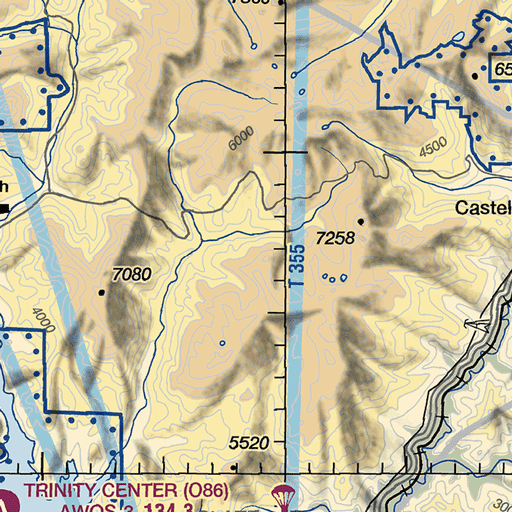 6000
4500
h
Castel
7258
T 355
7080
4000
5520
TRINITY CENTER (O86)
AWOS-3 134.3